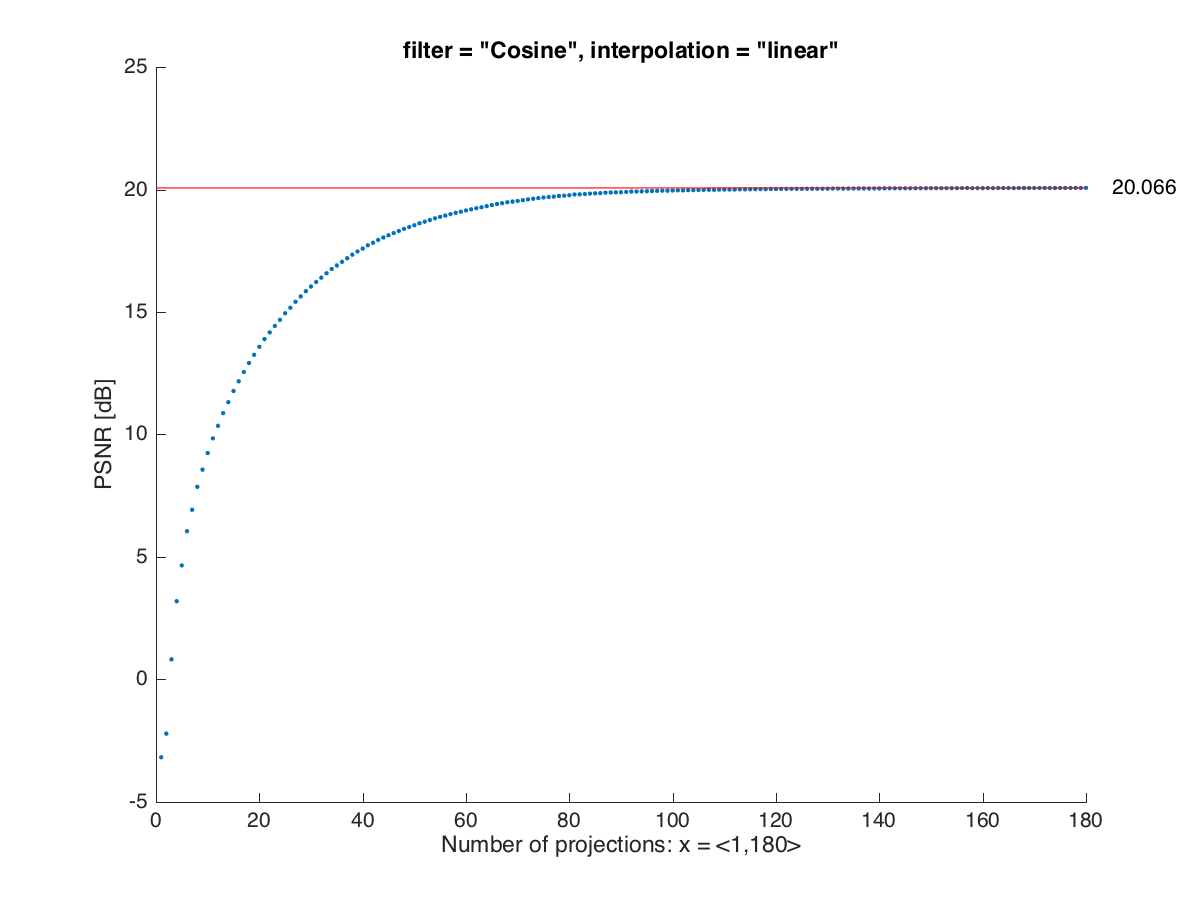 filter = "Cosine", interpolation = "linear"
25
20
15
10
5
0
-5
PSNR [dB]
20.066
0 20 40 60 80 100 120 140 160 180
Number of projections: x = <1,180>